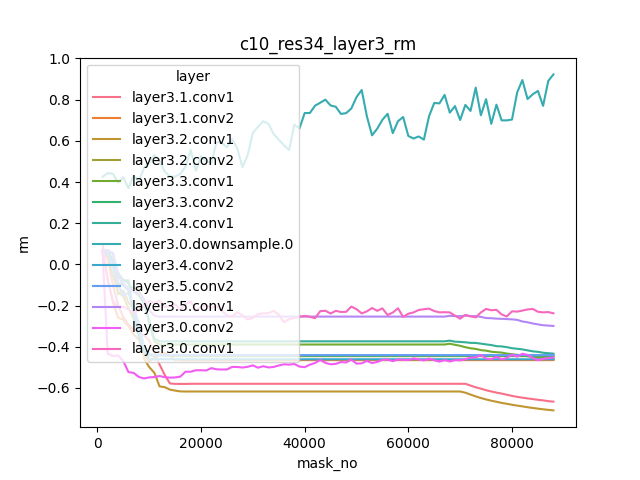 c10_res34_layer3_rm
1.0
0.8
0.6
0.4
0.2
0.0
−0.2
−0.4
−0.6
rm
layer
layer3.1.conv1
layer3.1.conv2
layer3.2.conv1
layer3.2.conv2
layer3.3.conv1
layer3.3.conv2
layer3.4.conv1
layer3.0.downsample.0
layer3.4.conv2
layer3.5.conv2
layer3.5.conv1
layer3.0.conv2
layer3.0.conv1
0 20000 40000 60000 80000
mask_no